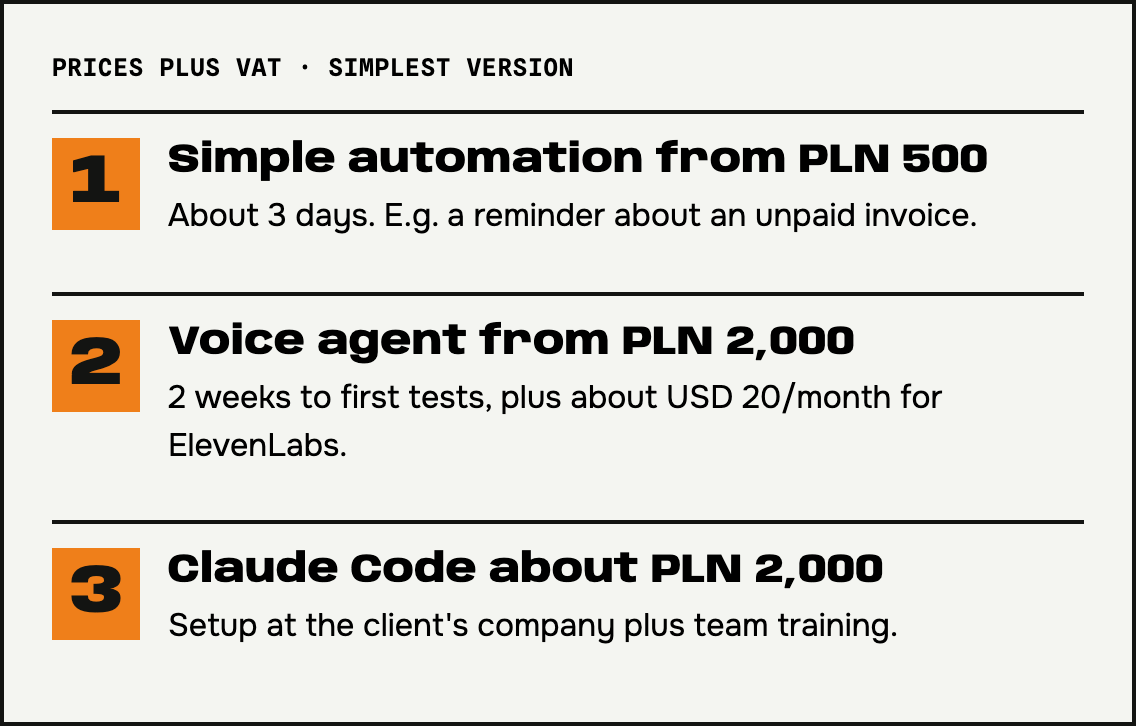 PRICES PLUS VAT · SIMPLEST VERSION
1
Simple automation from PLN 500
About 3 days. E.g. a reminder about an unpaid invoice.
2
Voice agent from PLN 2,000
2 weeks to first tests, plus about USD 20/month for
ElevenLabs.
3
Claude Code about PLN 2,000
Setup at the client's company plus team training.